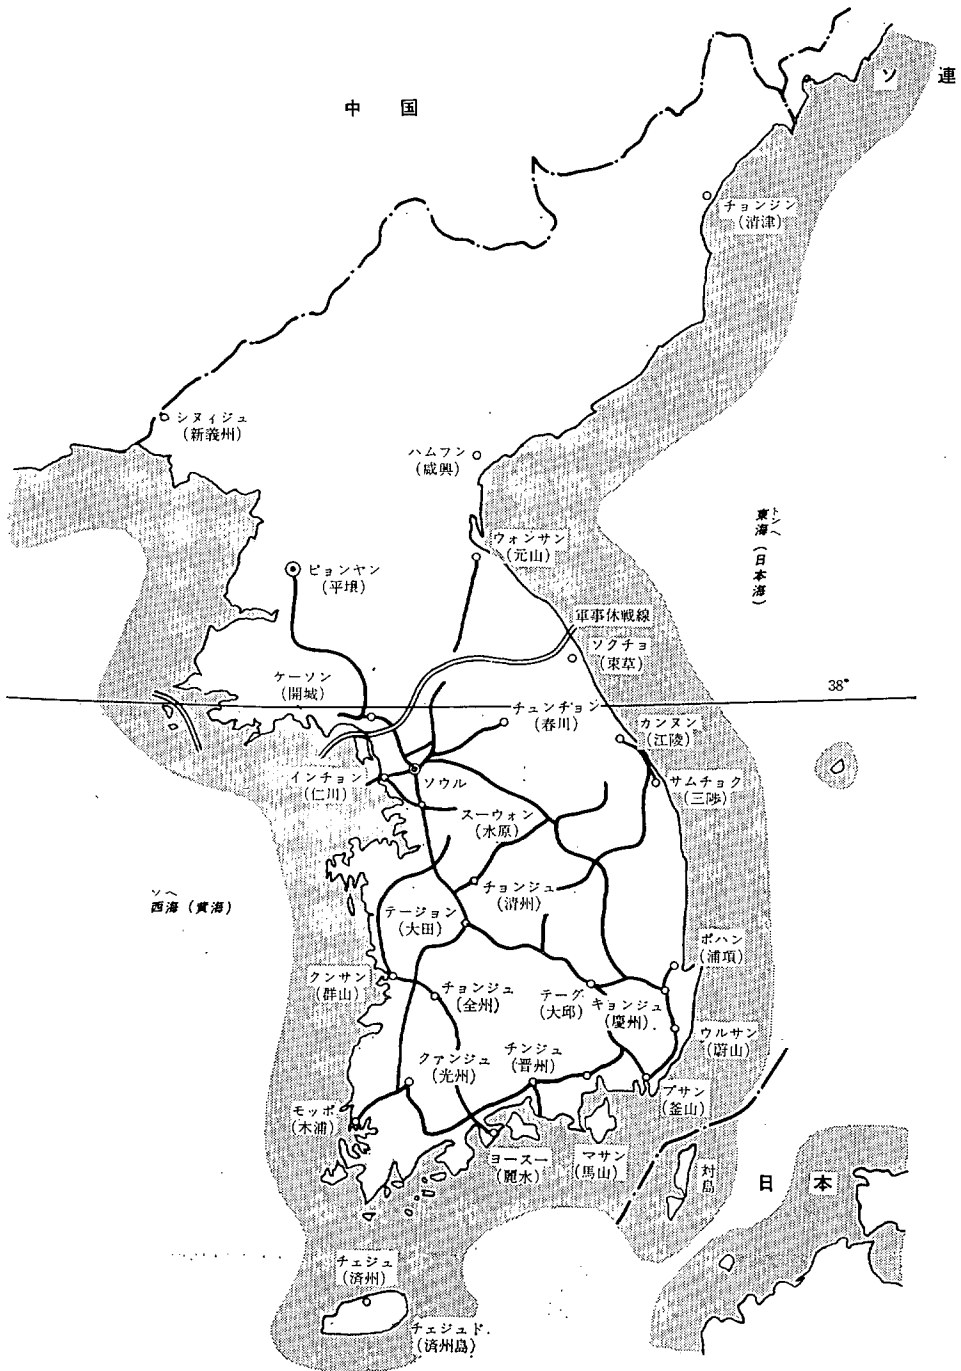 ソ 連
中 国
チョンジン
(清津)
シヌィジュ
(新義州)
ハムフン
(咸興)
トンヘ
東海(日本海)
ウォンサン
(元山)
ピョンヤン
(平壌)
軍事休戦線
ソクチョ
(束草)
ケーソン
(開城)
38°
チュンヂョン
(春川)
カンヌン
(江陵)
インチョン
(仁川)
ソウル
サムチョク
(三陟)
スーウォン
(水原)
チョンジュ
(清州)
ソヘ
西海(黄海)
テージョン
(大田)
ポハン
(浦項)
クンサン
(群山)
チョンジュ
(全州)
テーグ
(大邱)
キョンジュ
(慶州)
ウルサン
(蔚山)
クァンジュ
(光州)
チンジュ
(晋州)
プサン
(釜山)
モッポ
(木浦)
ヨースー
(麗水)
マサン
(馬山)
対島
日 本
チェジュ
(済州)
チェジュド
(済州島)